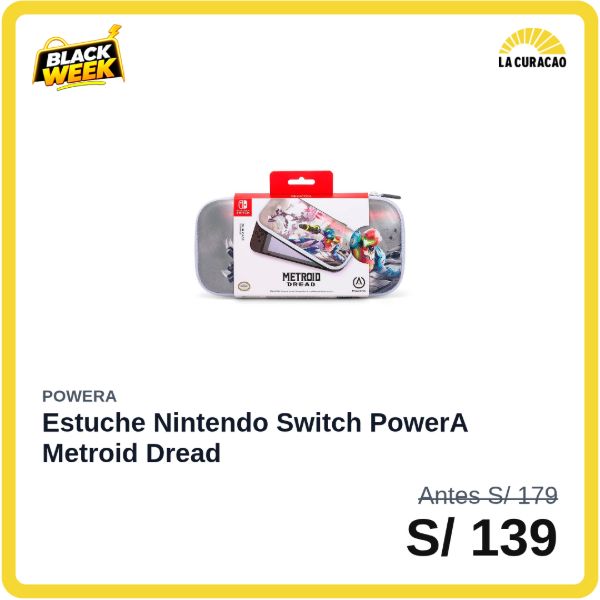 BLACK
WEEK
LA CURACAO
METROID
DREAD
POWERA
Estuche Nintendo Switch PowerA
Metroid Dread
Antes S/ 179
S/ 139